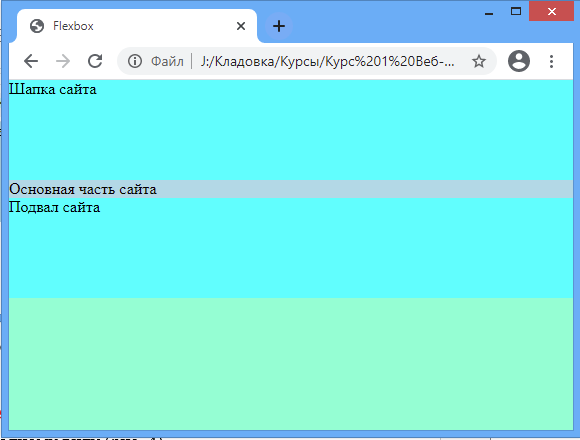 Flexbox
Файл J:/Кладовка/Курсы/Курс%201%20Веб-...
Шапка сайта
Основная часть сайта
Подвал сайта